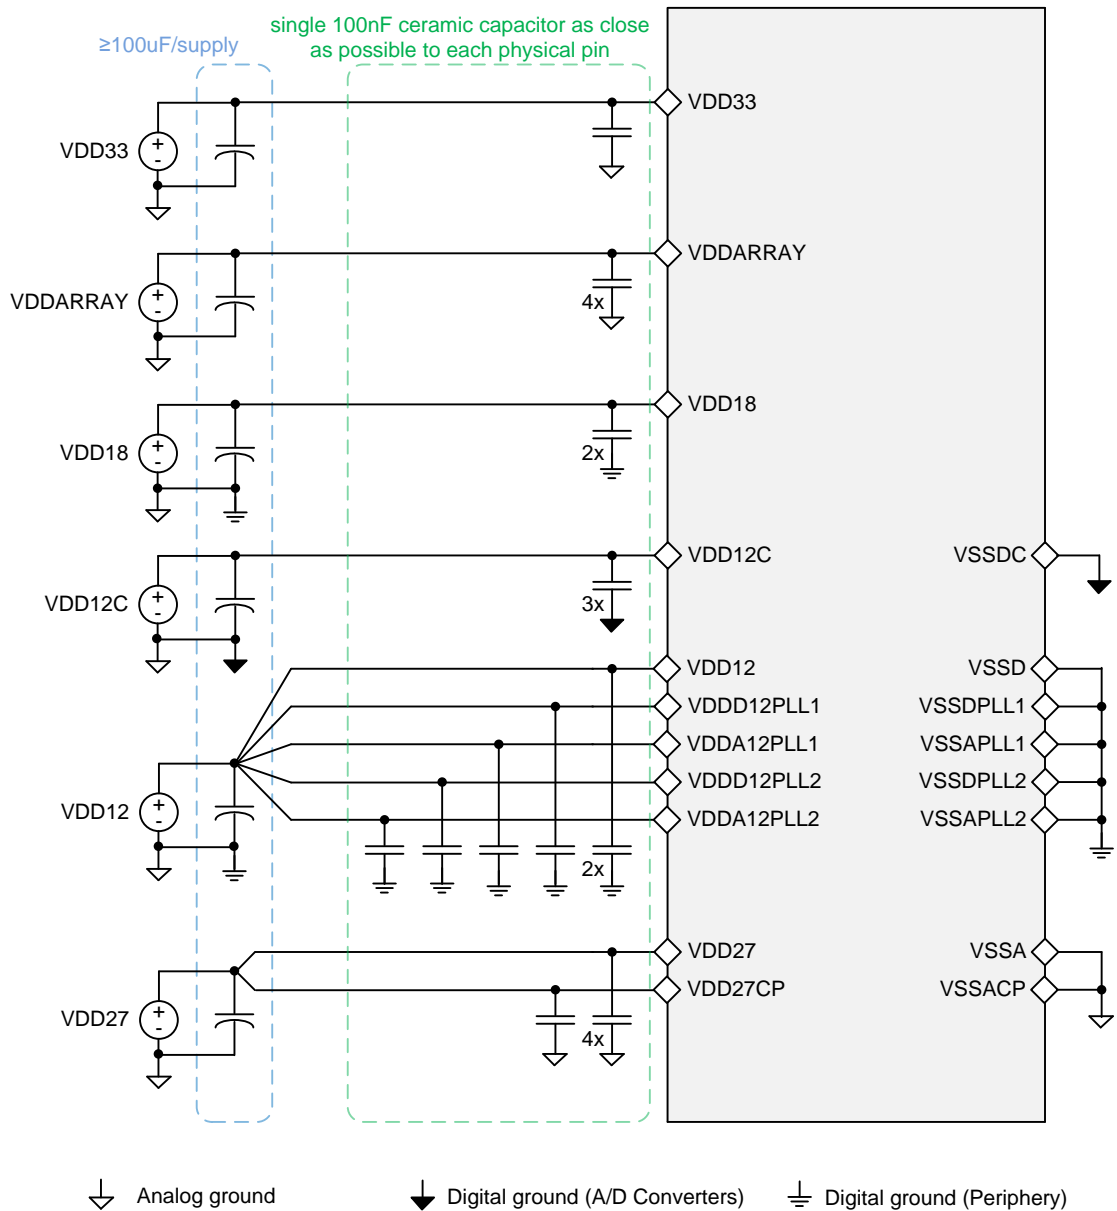 single 100nF ceramic capacitor as close
as possible to each physical pin
≥100uF/supply
VDD33
+
-
VDD33
VDDARRAY
+
-
4x
VDDARRAY
VDD18
+
-
2x
VDD18
VDD12C
+
-
3x
VDD12C
VSSDC
VDD12
VSSD
VDDD12PLL1
VSSDPLL1
VDDA12PLL1
VSSAPLL1
VDDD12PLL2
VSSDPLL2
VDD12
+
-
VDDA12PLL2
VSSAPLL2
2x
VDD27
VSSA
VDD27CP
VSSACP
VDD27
+
-
4x
Analog ground
Digital ground (A/D Converters)
Digital ground (Periphery)